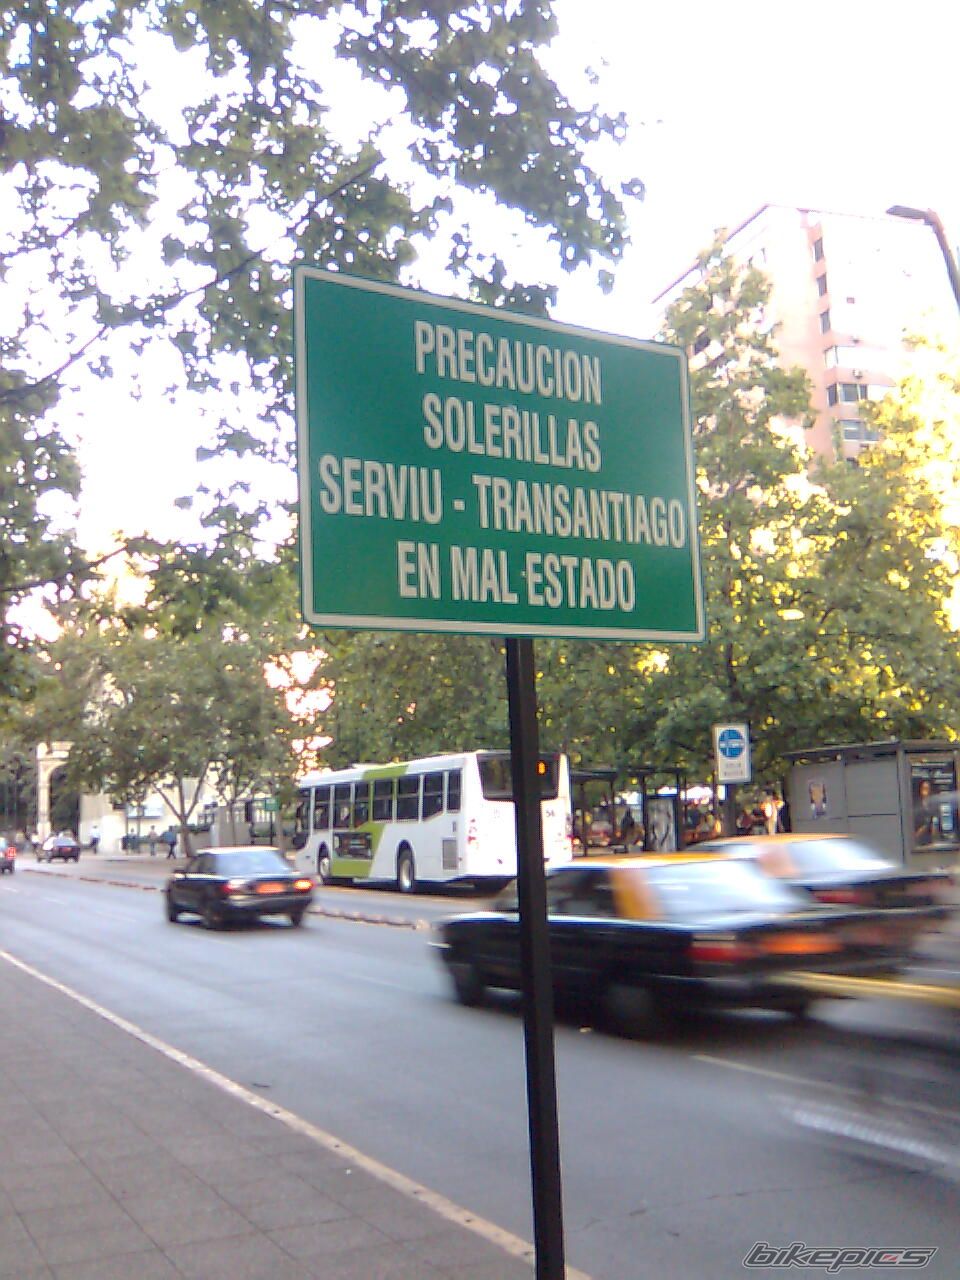 PRECAUCION
SOLERILLAS
SERVIU - TRANSANTIAGO
EN MAL ESTADO
bikepics